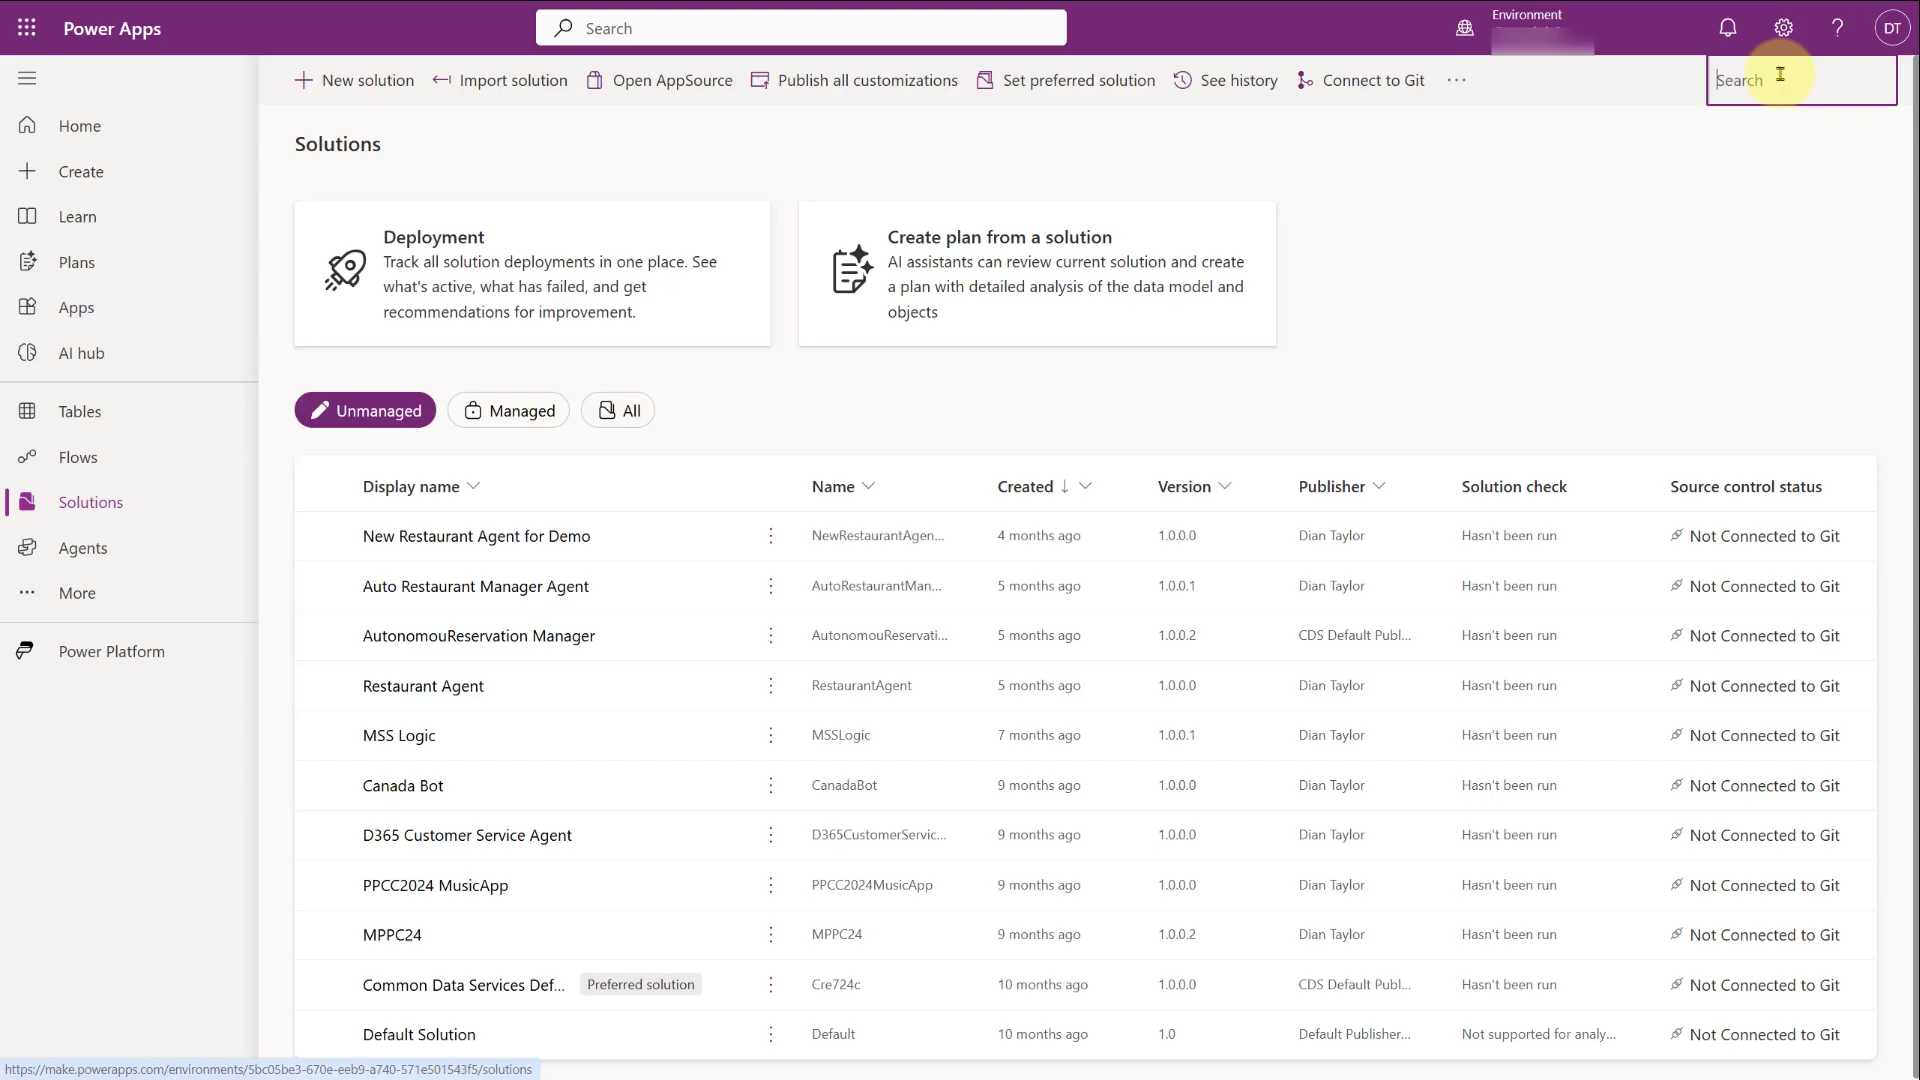 Power Apps
Search
Environment
DT
New solution
Import solution
Open AppSource
Publish all customizations
Set preferred solution
See history
Connect to Git
Search
Home
Create
Learn
Plans
Apps
AI hub
Tables
Flows
Solutions
Agents
More
Power Platform
Solutions
Deployment
Track all solution deployments in one place. See
what's active, what has failed, and get
recommendations for improvement.
Create plan from a solution
AI assistants can review current solution and create
a plan with detailed analysis of the data model and
objects
Unmanaged Managed All
Display name Name Created Version Publisher Solution check Source control status
New Restaurant Agent for Demo NewRestaurantAgen... 4 months ago 1.0.0.0 Dian Taylor Hasn't been run Not Connected to Git
Auto Restaurant Manager Agent AutoRestaurantMan... 5 months ago 1.0.0.1 Dian Taylor Hasn't been run Not Connected to Git
AutonomouReservation Manager AutonomouReservati... 5 months ago 1.0.0.2 CDS Default Publ... Hasn't been run Not Connected to Git
Restaurant Agent RestaurantAgent 5 months ago 1.0.0.0 Dian Taylor Hasn't been run Not Connected to Git
MSS Logic MSSLogic 7 months ago 1.0.0.1 Dian Taylor Hasn't been run Not Connected to Git
Canada Bot CanadaBot 9 months ago 1.0.0.0 Dian Taylor Hasn't been run Not Connected to Git
D365 Customer Service Agent D365CustomerServic... 9 months ago 1.0.0.0 Dian Taylor Hasn't been run Not Connected to Git
PPCC2024 MusicApp PPCC2024MusicApp 9 months ago 1.0.0.0 Dian Taylor Hasn't been run Not Connected to Git
MPPC24 MPPC24 9 months ago 1.0.0.2 Dian Taylor Hasn't been run Not Connected to Git
Common Data Services Def... Preferred solution Cre724c 10 months ago 1.0.0.0 CDS Default Publ... Hasn't been run Not Connected to Git
Default Solution Default 10 months ago 1.0 Default Publisher... Not supported for analy... Not Connected to Git
https://make.powerapps.com/environments/5bc05be3-670e-eeb9-a740-571e501543f5/solutions